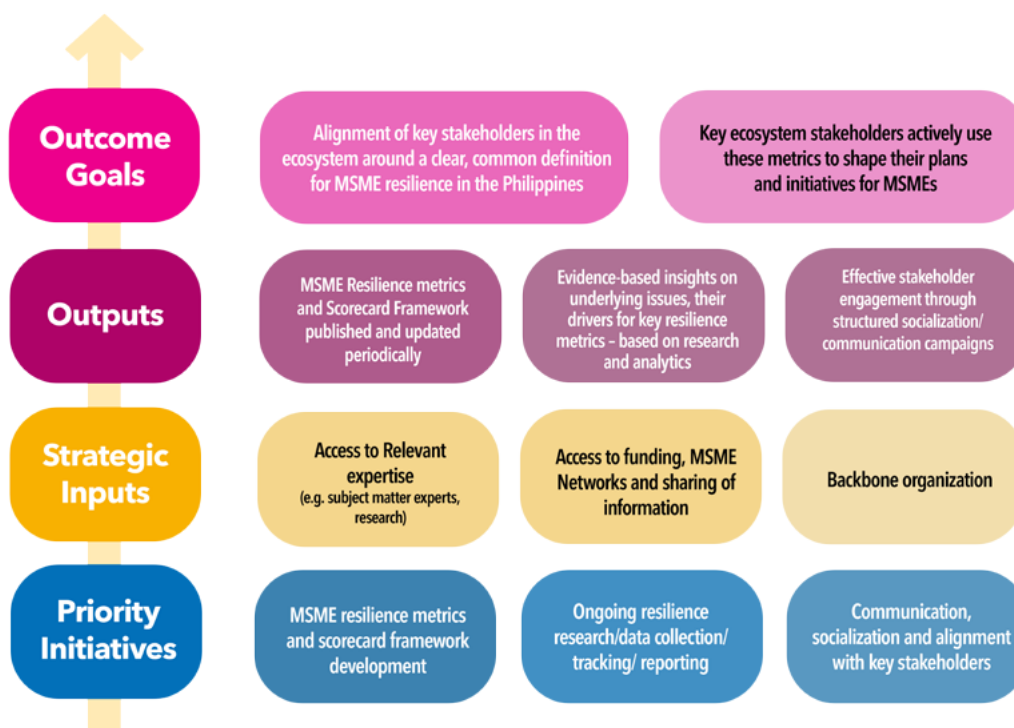 Outcome
Goals
Alignment of key stakeholders in the
ecosystem around a clear, common definition
for MSME resilience in the Philippines
Key ecosystem stakeholders actively use
these metrics to shape their plans
and initiatives for MSMEs
Outputs
MSME Resilience metrics
and Scorecard Framework
published and updated
periodically
Evidence-based insights on
underlying issues, their
drivers for key resilience
metrics – based on research
and analytics
Effective stakeholder
engagement through
structured socialization/
communication campaigns
Strategic
Inputs
Access to Relevant
expertise
(e.g. subject matter experts,
research)
Access to funding, MSME
Networks and sharing of
information
Backbone organization
Priority
Initiatives
MSME resilience metrics
and scorecard framework
development
Ongoing resilience
research/data collection/
tracking/ reporting
Communication,
socialization and alignment
with key stakeholders